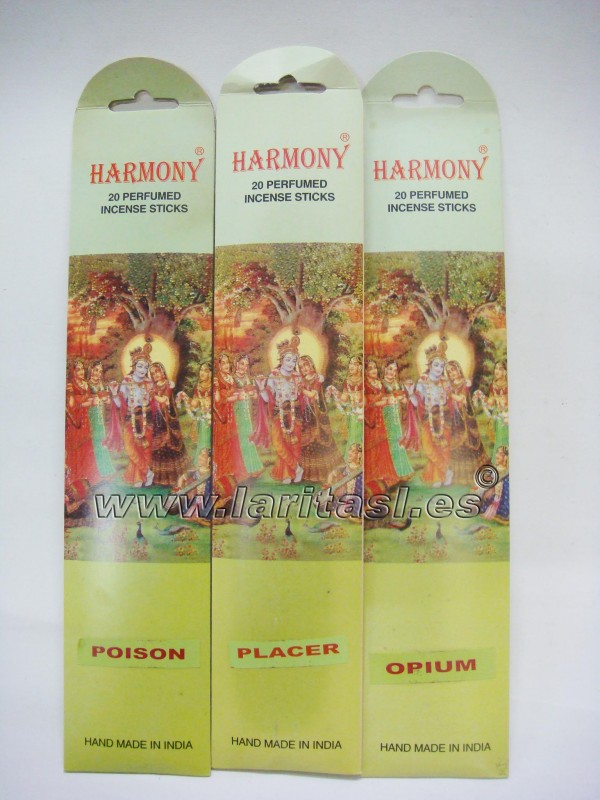 HARMONY®
20 PERFUMED
INCENSE STICKS
POISON
HAND MADE IN INDIA
HARMONY®
20 PERFUMED
INCENSE STICKS
PLACER
HAND MADE IN INDIA
HARMONY®
20 PERFUMED
INCENSE STICKS
OPIUM
HAND MADE IN INDIA
www.laritasl.es©